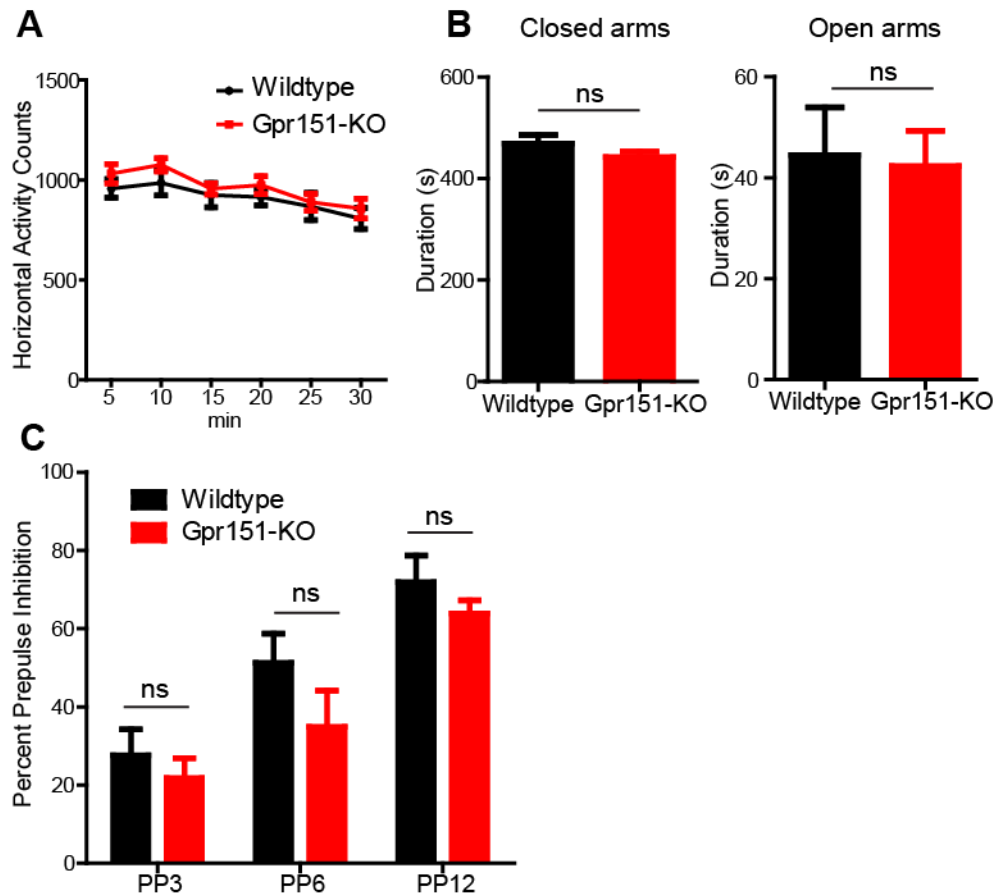 A
Horizontal Activity Counts
1500
1000
500
0
Wildtype
Gpr151-KO
5 10 15 20 25 30
min
B
Closed arms
Duration (s)
600
400
200
0
ns
Wildtype Gpr151-KO
Open arms
Duration (s)
60
40
20
0
ns
Wildtype Gpr151-KO
C
Percent Prepulse Inhibition
100
80
60
40
20
0
Wildtype
Gpr151-KO
ns
ns
ns
PP3 PP6 PP12